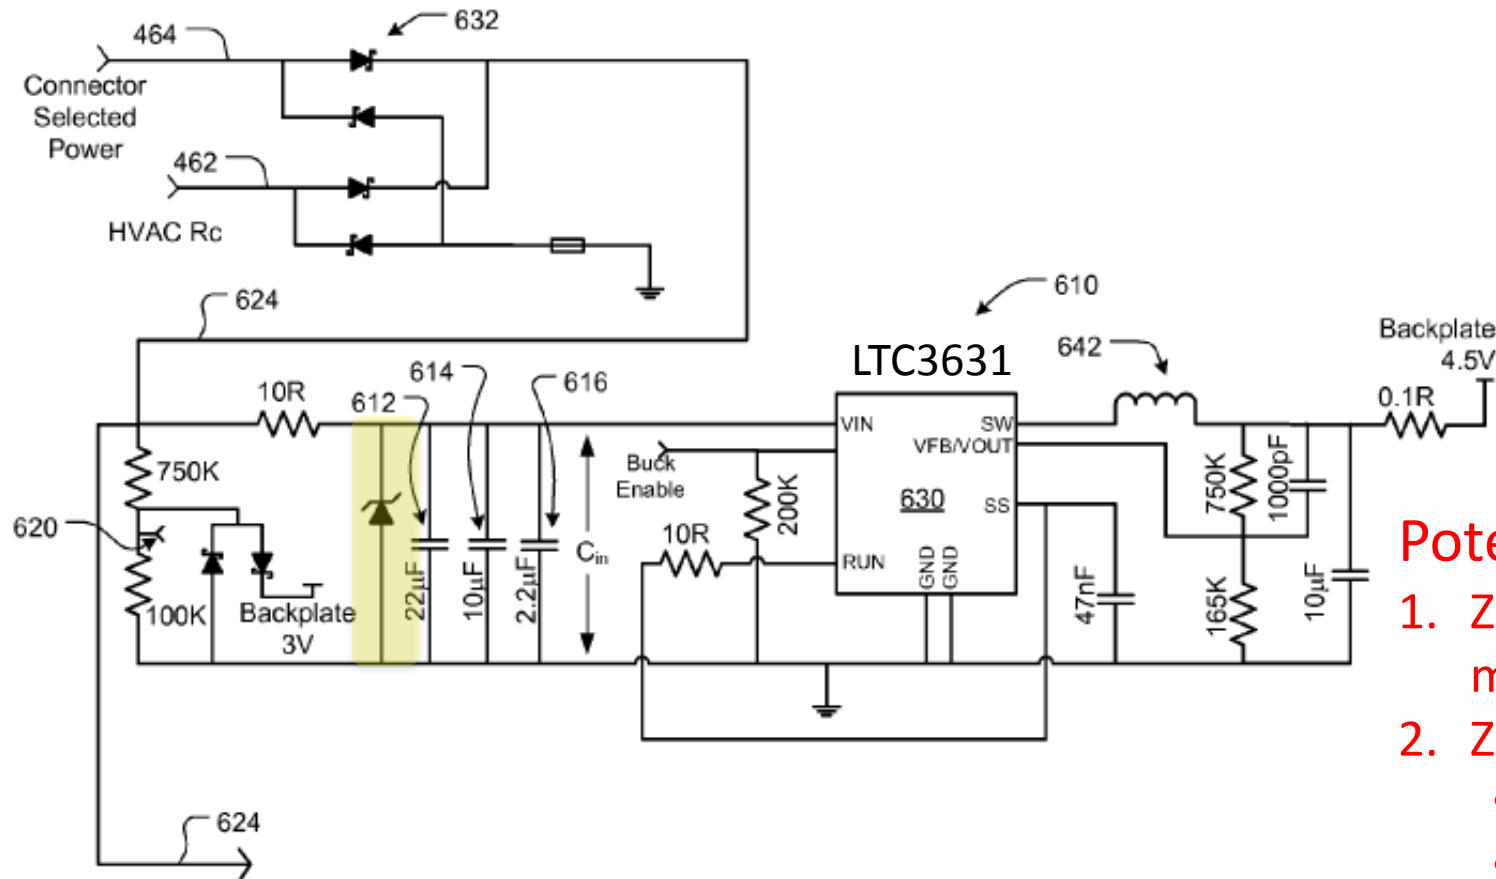 464
632
Connector
Selected
Power
462
HVAC Rc
624
610
LTC3631
642
Backplate
4.5V
10R
612
614
616
0.1R
VIN
SW
VFB/VOUT
Buck
Enable
750K
200K
630
SS
750K
1000pF
620
10R
Cin
RUN
GND
GND
100K
Backplate
3V
22µF
10µF
2.2µF
47nF
165K
10µF
1. Z
2. Z
624